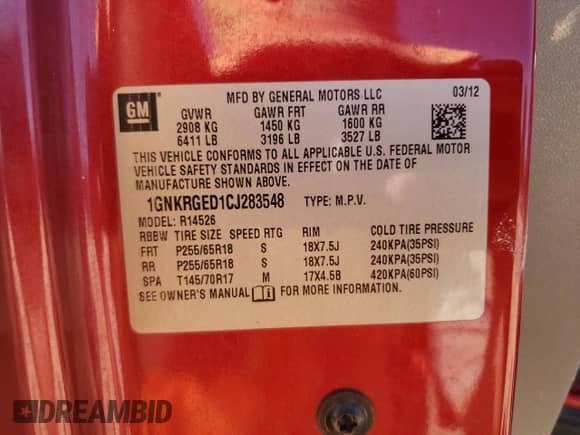 GM
MFD BY GENERAL MOTORS LLC 03/12
GVWR GAWR FRT GAWR RR
2908 KG 1450 KG 1600 KG
6411 LB 3196 LB 3527 LB
THIS VEHICLE CONFORMS TO ALL APPLICABLE U.S. FEDERAL MOTOR
VEHICLE SAFETY STANDARDS IN EFFECT ON THE DATE OF
MANUFACTURE SHOWN ABOVE.
1GNKRGED1CJ283548 TYPE: M.P.V.
MODEL: R14526
RBBW TIRE SIZE SPEED RTG RIM COLD TIRE PRESSURE
FRT P255/65R18 S 18X7.5J 240KPA(35PSI)
RR P255/65R18 S 18X7.5J 240KPA(35PSI)
SPA T145/70R17 M 17X4.5B 420KPA(60PSI)
SEE OWNER'S MANUAL i FOR MORE INFORMATION.
DREAMBID